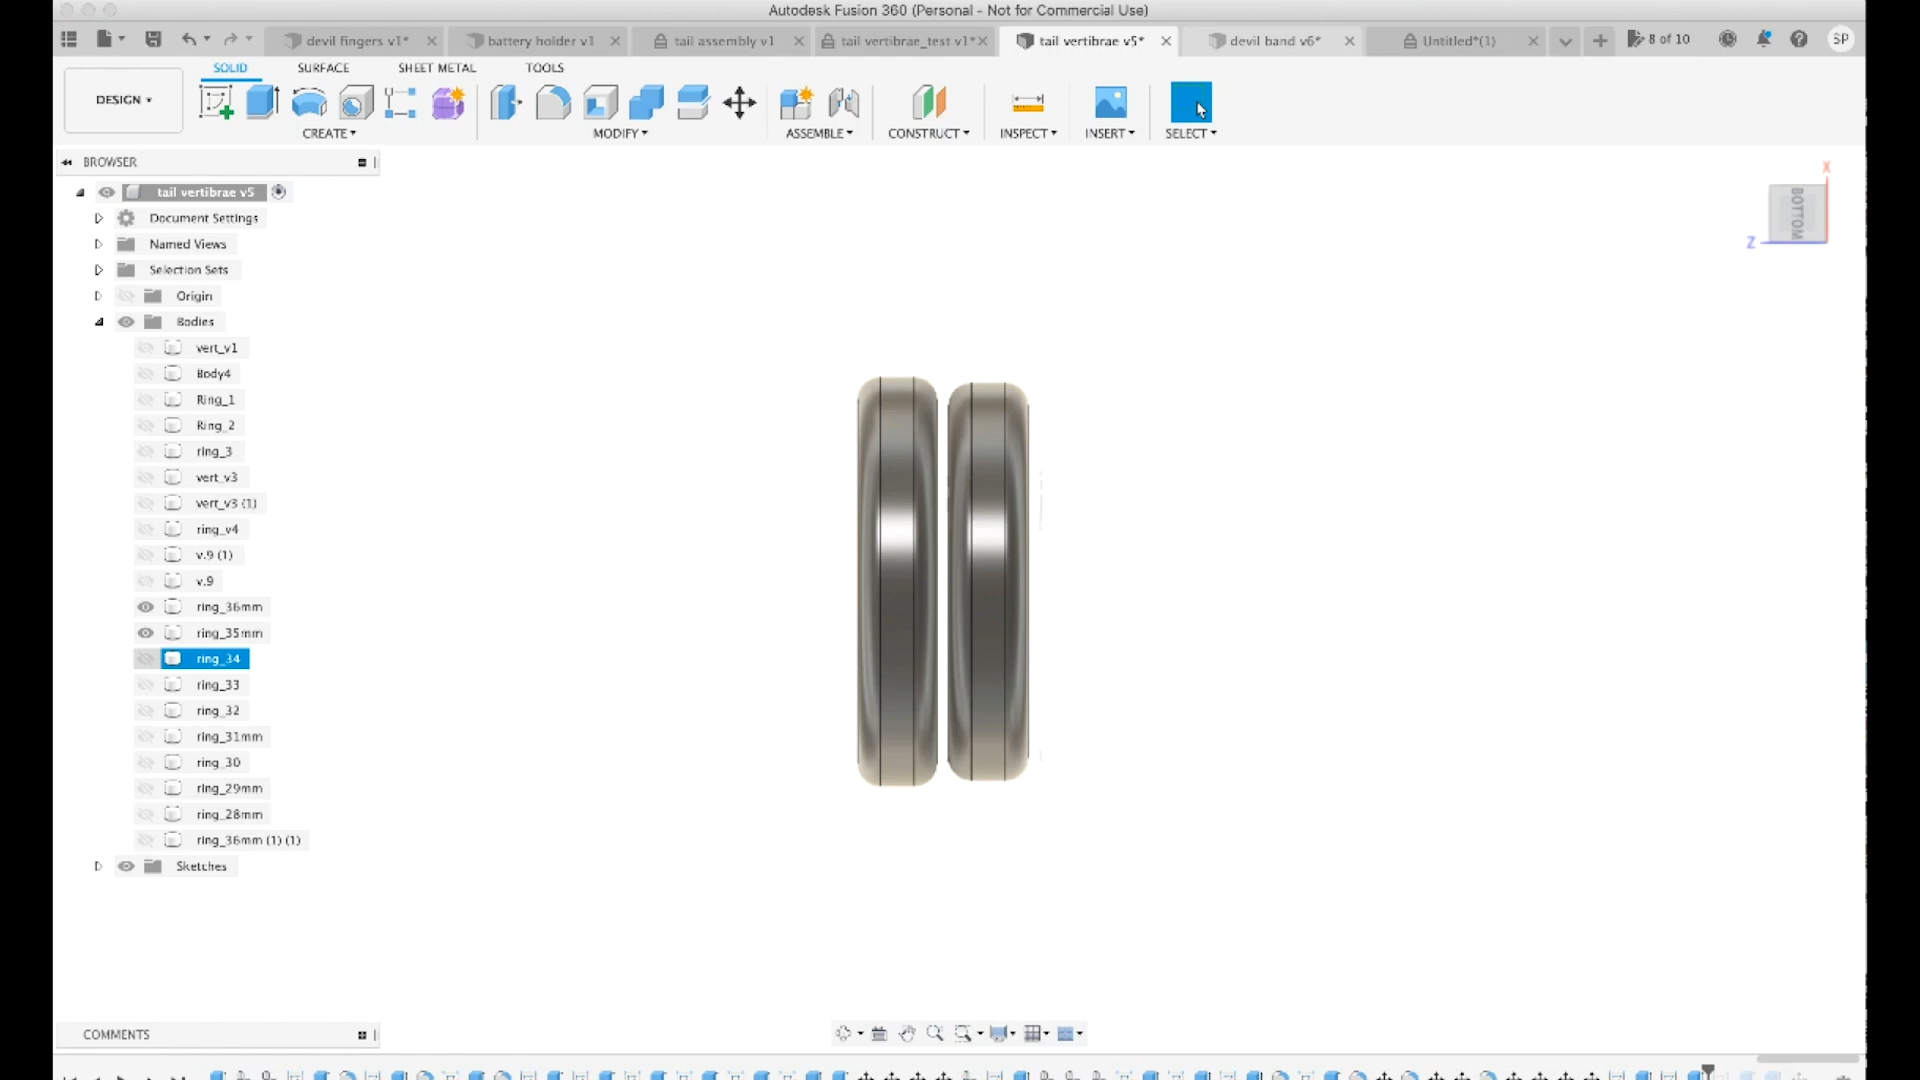 Autodesk Fusion 360 (Personal - Not for Commercial Use)
devil fingers v1* battery holder v1 tail assembly v1 tail vertibrae_test v1* tail vertibrae v5* devil band v6* Untitled*(1) 8 of 10 SP
SOLID SURFACE SHEET METAL TOOLS
DESIGN
CREATE MODIFY ASSEMBLE CONSTRUCT INSPECT INSERT SELECT
BROWSER
tail vertibrae v5
Document Settings
Named Views
Selection Sets
Origin
Bodies
vert_v1
Body4
Ring_1
Ring_2
ring_3
vert_v3
vert_v3 (1)
ring_v4
v.9 (1)
v.9
ring_36mm
ring_35mm
ring_34
ring_33
ring_32
ring_31mm
ring_30
ring_29mm
ring_28mm
ring_36mm (1) (1)
Sketches
X
BOTTOM
Z
COMMENTS